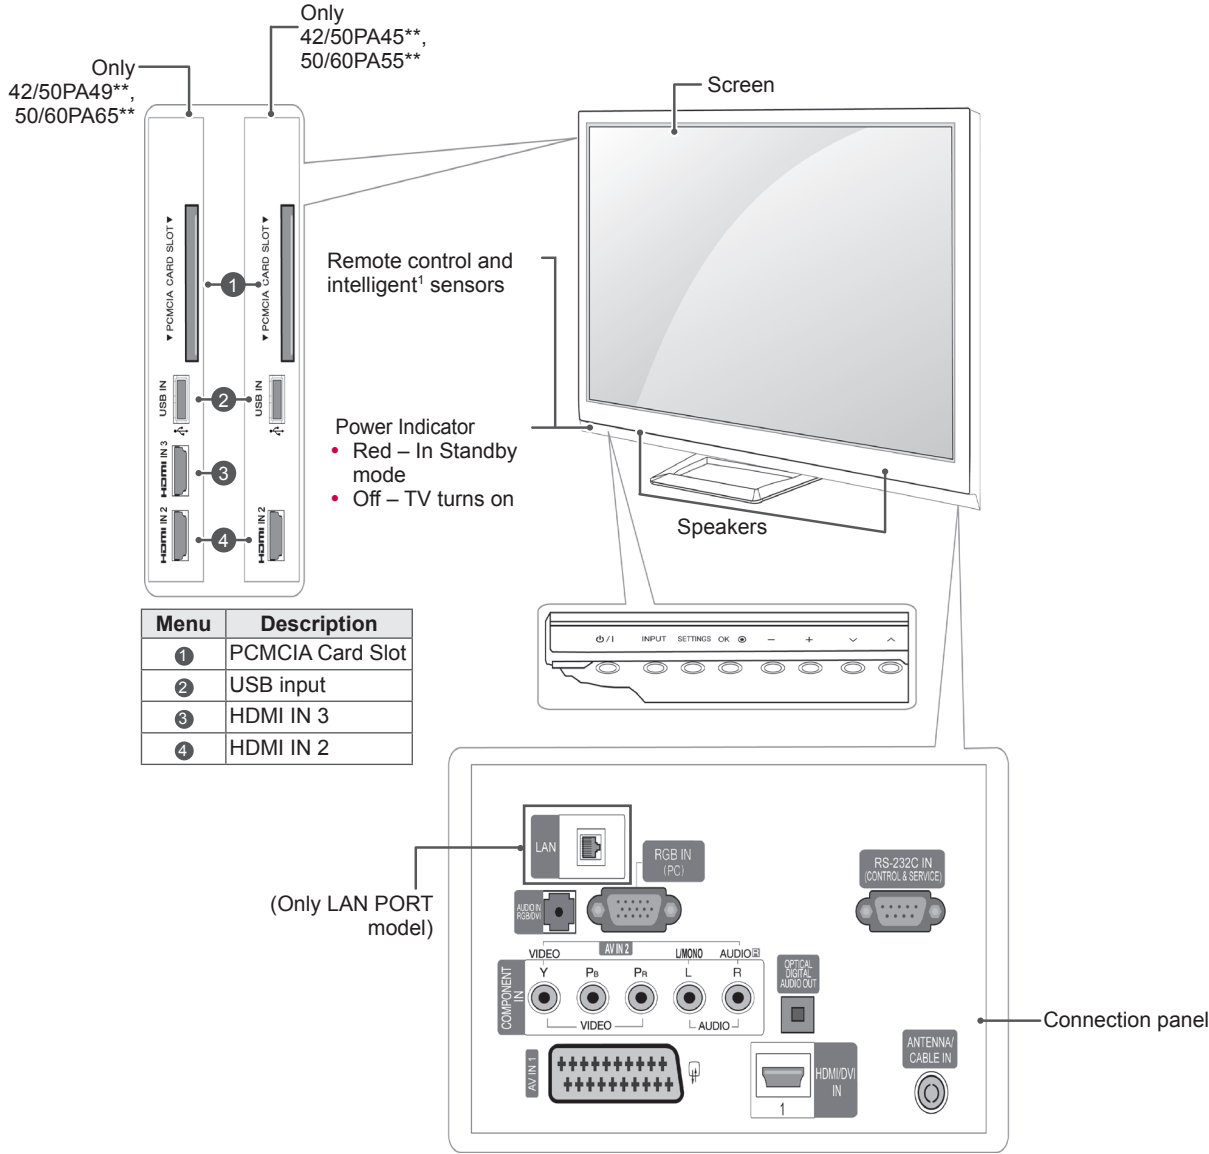 Only
42/50PA45**,
50/60PA55**
Only
42/50PA49**,
50/60PA65**
▼ PCMCIA CARD SLOT ▼
USB IN
HDMI IN 3
HDMI IN 2
▼ PCMCIA CARD SLOT ▼
USB IN
HDMI IN 2
1
2
3
4
Screen
Remote control and
intelligent1 sensors
Power Indicator
• Red – In Standby
mode
• Off – TV turns on
Speakers
Menu Description
1 PCMCIA Card Slot
2 USB input
3 HDMI IN 3
4 HDMI IN 2
/ I INPUT SETTINGS OK − +
(Only LAN PORT
model)
LAN
RGB IN
(PC)
RS-232C IN
(CONTROL & SERVICE)
AUDIO IN
RGB/DVI
AV IN 2
VIDEO L/MONO AUDIO
Y PB PR L R
COMPONENT
IN
VIDEO AUDIO
OPTICAL
DIGITAL
AUDIO OUT
AV IN 1
HDMI/DVI
IN
1
ANTENNA/
CABLE IN
Connection panel